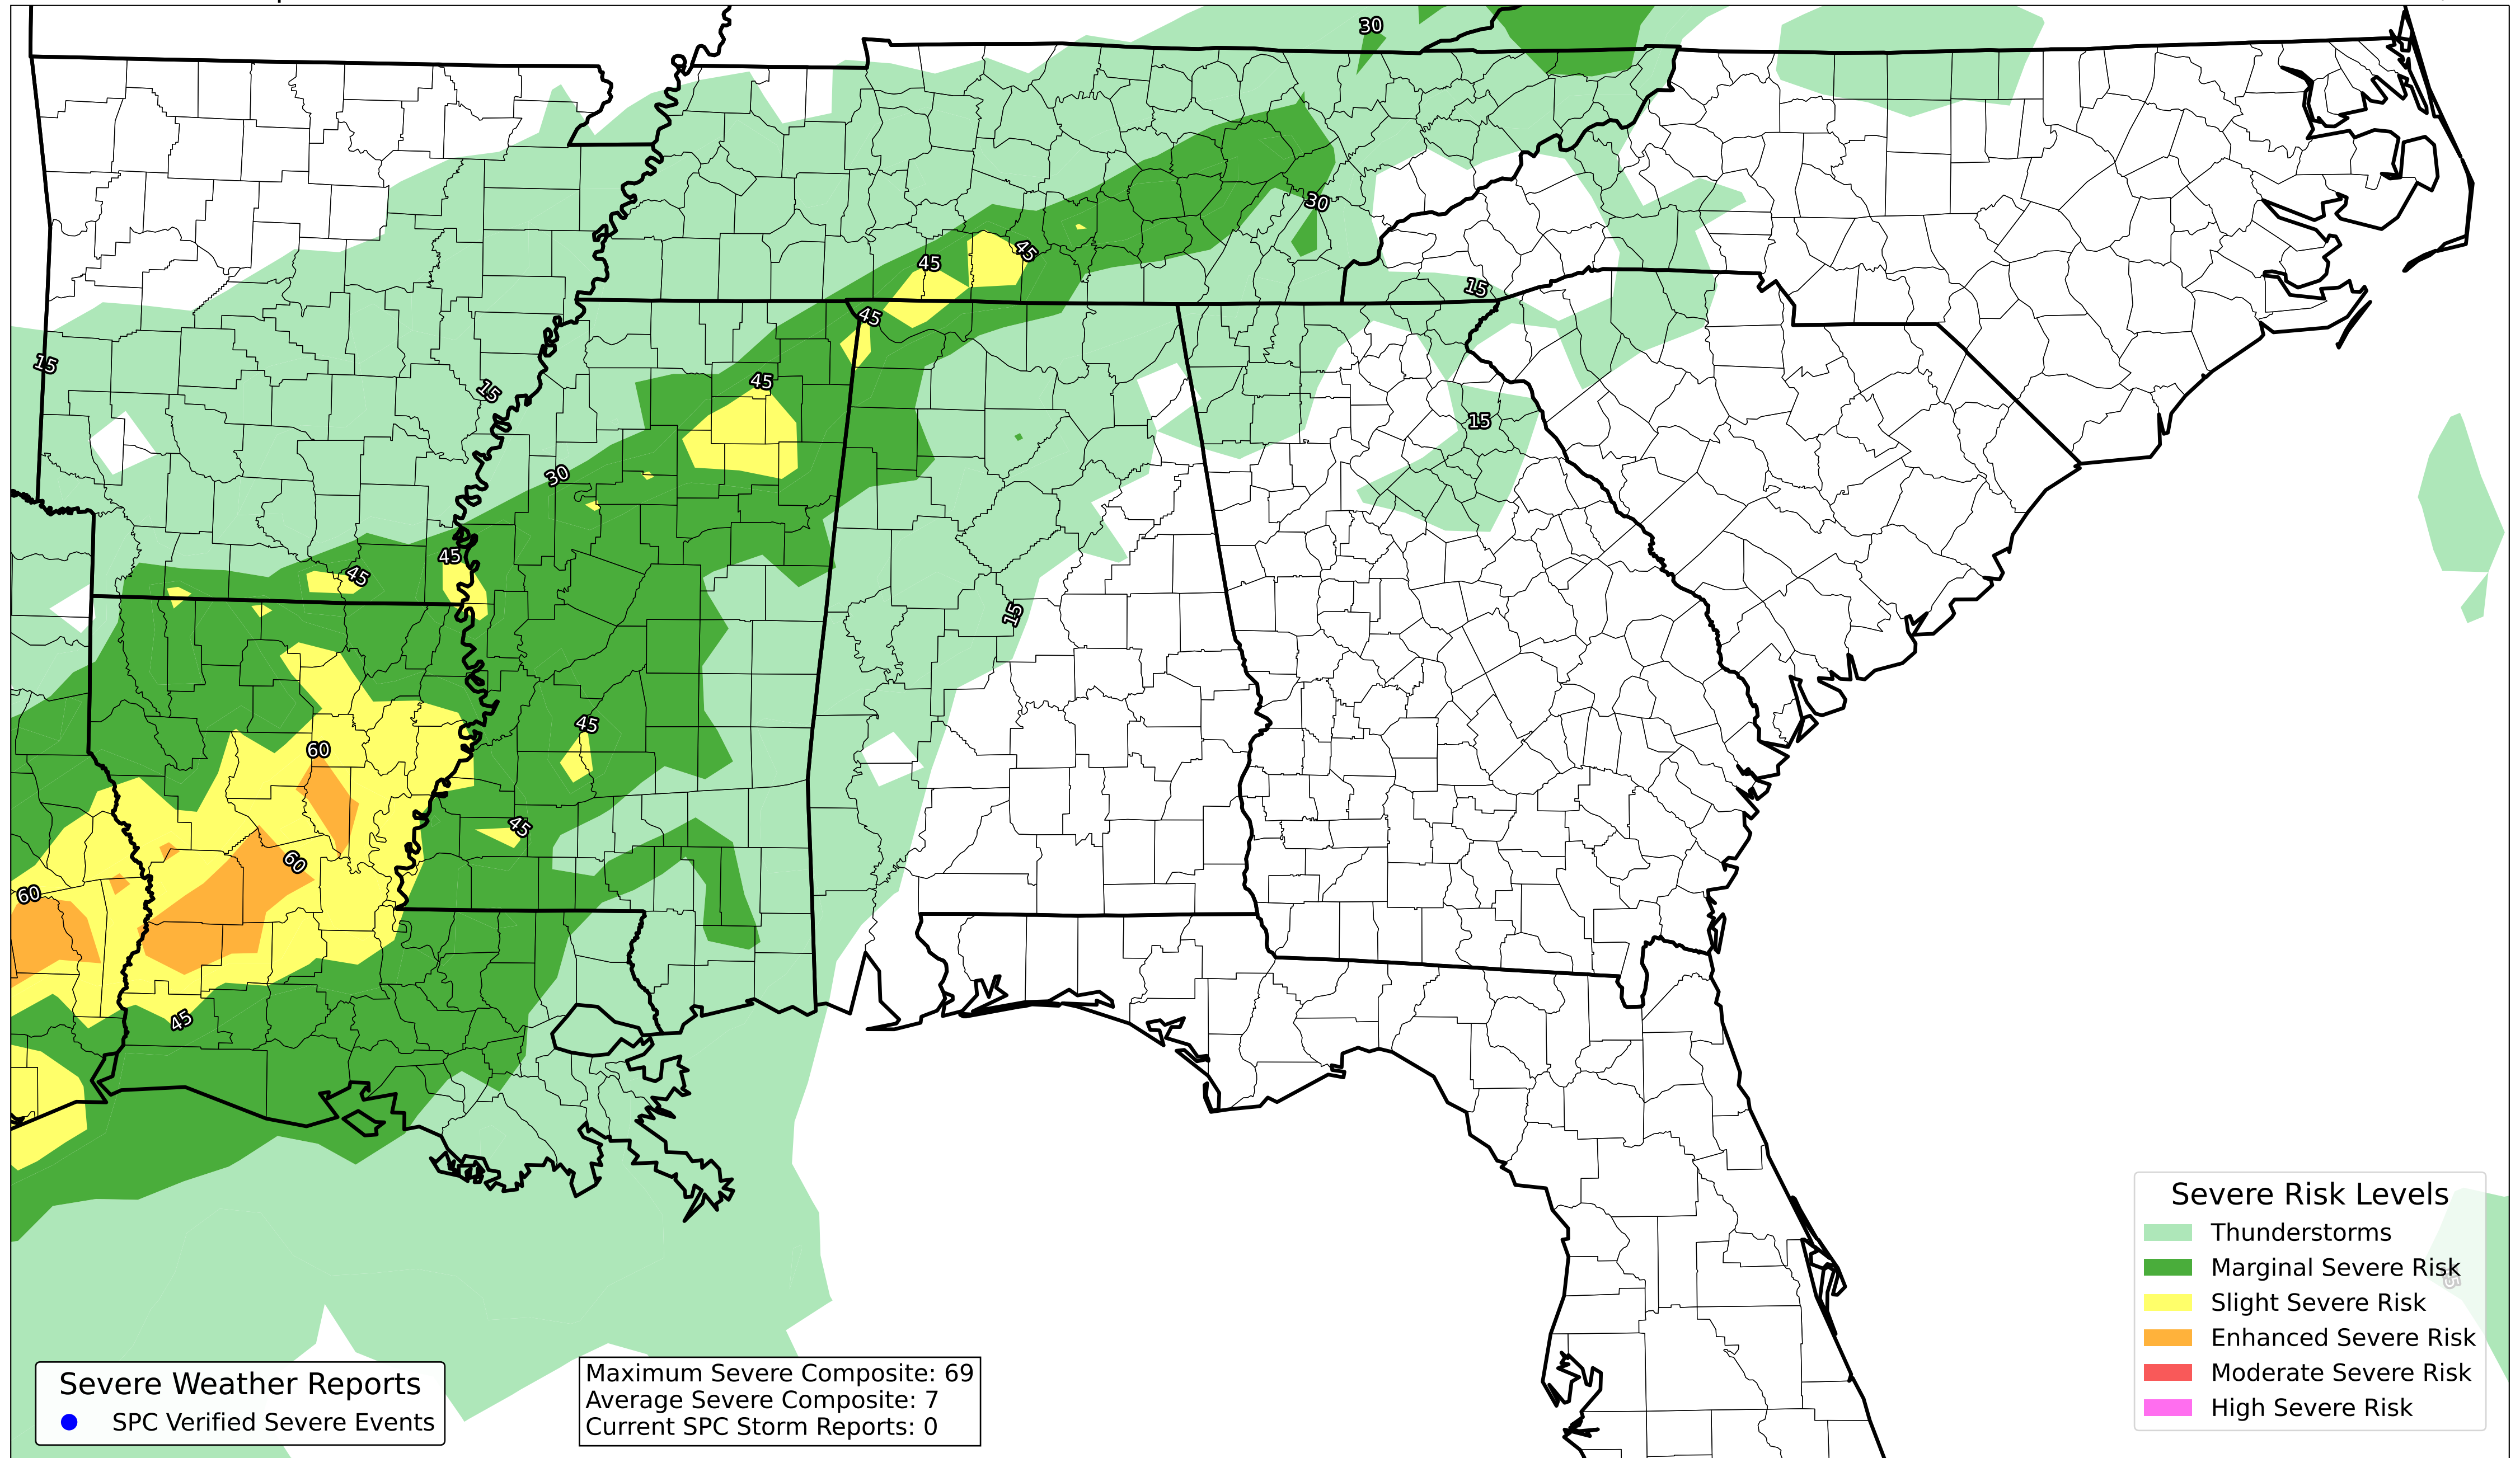 30
30
45
45
15
45
15
45
15
15
30
45
45
15
45
60
45
60
60
45
Severe Risk Levels
Thunderstorms
Marginal Severe Risk
Slight Severe Risk
Enhanced Severe Risk
Moderate Severe Risk
High Severe Risk
Severe Weather Reports
SPC Verified Severe Events
Maximum Severe Composite: 69
Average Severe Composite: 7
Current SPC Storm Reports: 0